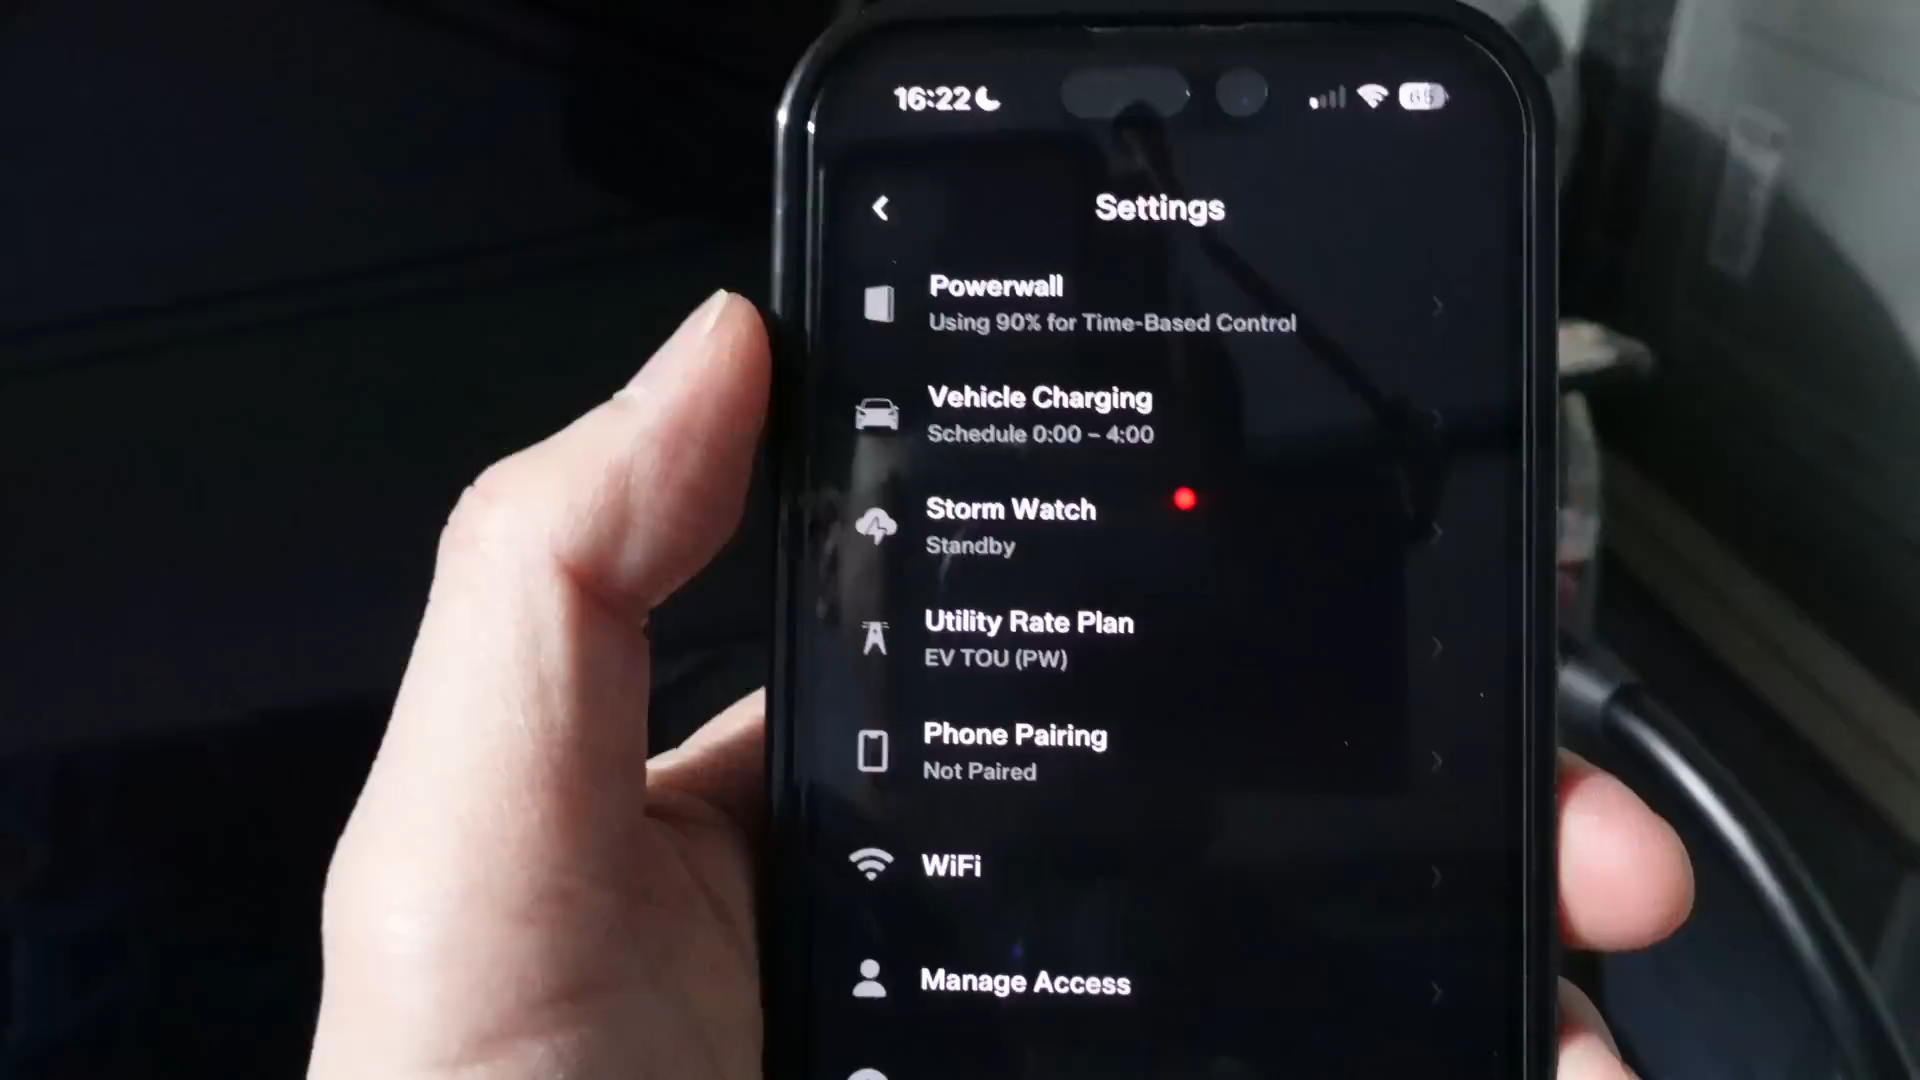 16:22
65
Settings
Powerwall
Using 90% for Time-Based Control
Vehicle Charging
Schedule 0:00 – 4:00
Storm Watch
Standby
Utility Rate Plan
EV TOU (PW)
Phone Pairing
Not Paired
WiFi
Manage Access